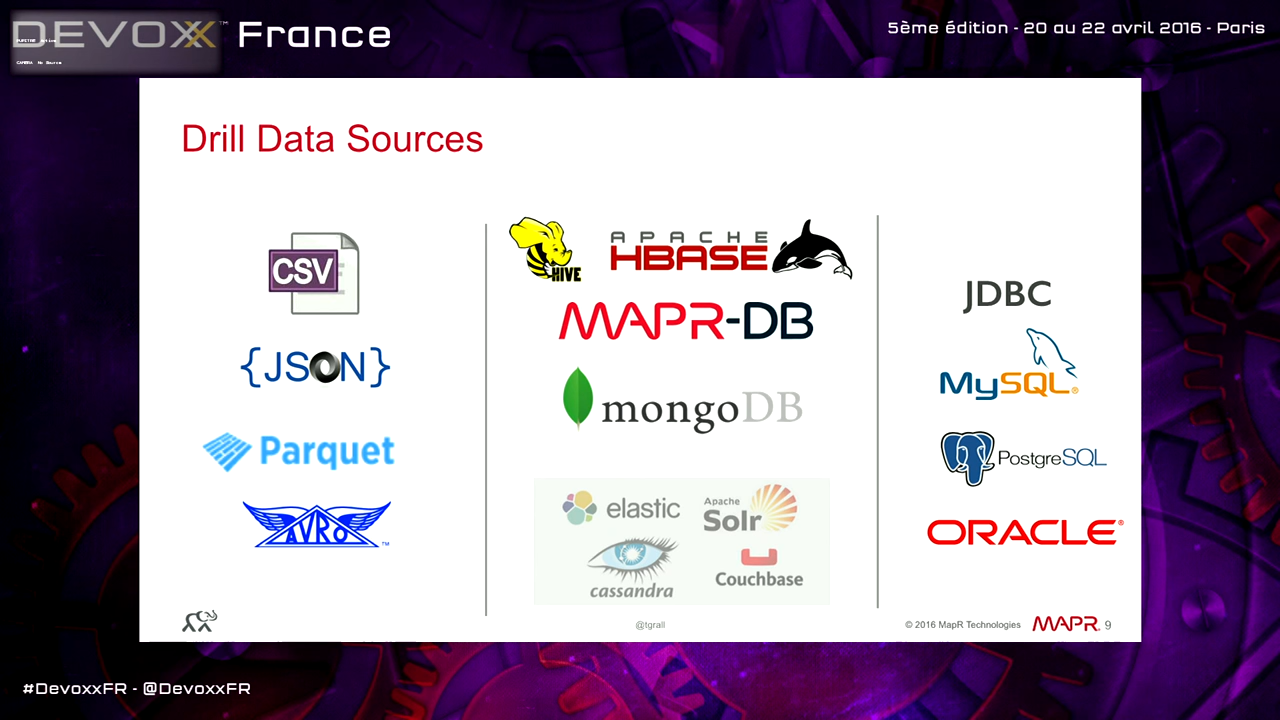 DEVOXX™ France
5ème édition - 20 au 22 avril 2016 - Paris
Drill Data Sources
CSV
{JSON}
Parquet
AVRO™
HIVE
APACHE
HBASE
MAPR-DB
mongoDB
elastic
Apache
Solr
cassandra
Couchbase
JDBC
MySQL®
PostgreSQL
ORACLE®
@tgrall
© 2016 MapR Technologies
MAPR® 9
#DevoxxFR - @DevoxxFR